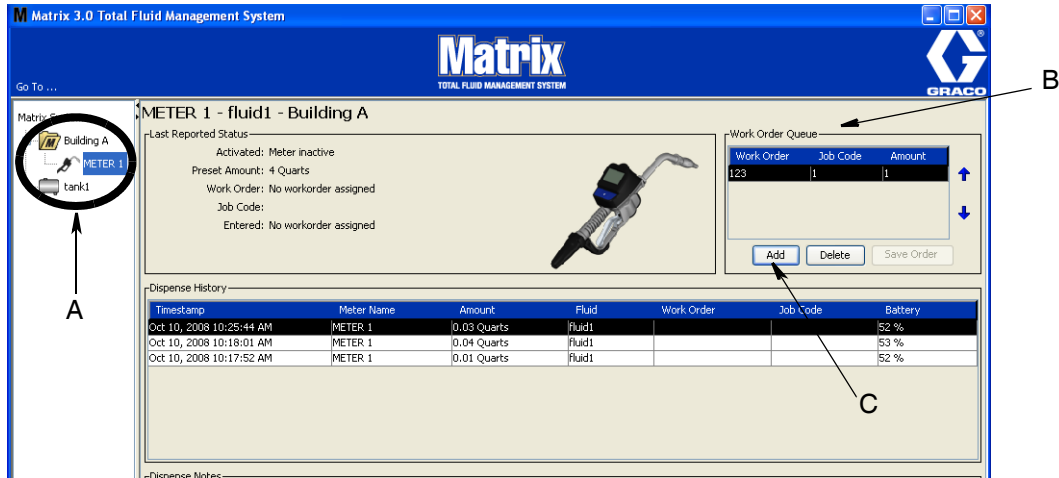 Matrix 3.0 Total Fluid Management System
Matrix
TOTAL FLUID MANAGEMENT SYSTEM
GRACO
Go To ...
B
Matrix
Building A
METER 1
tank1
A
METER 1 - fluid1 - Building A
Last Reported Status
Activated: Meter inactive
Preset Amount: 4 Quarts
Work Order: No workorder assigned
Job Code:
Entered: No workorder assigned
Work Order Queue
Work Order Job Code Amount
123 1 1
Add Delete Save Order
Dispense History
Timestamp Meter Name Amount Fluid Work Order Job Code Battery
Oct 10, 2008 10:25:44 AM METER 1 0.03 Quarts fluid1 52 %
Oct 10, 2008 10:18:01 AM METER 1 0.04 Quarts fluid1 53 %
Oct 10, 2008 10:17:52 AM METER 1 0.01 Quarts fluid1 52 %
C
Dispense Notes